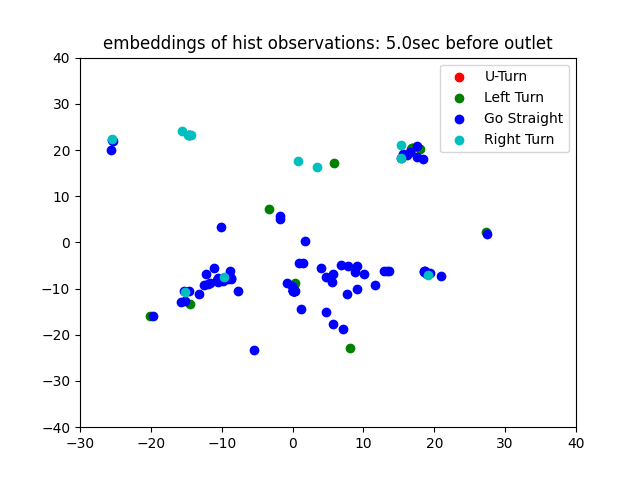 embeddings of hist observations: 5.0sec before outlet
U-Turn
Left Turn
Go Straight
Right Turn
40
30
20
10
0
−10
−20
−30
−40
−30 −20 −10 0 10 20 30 40